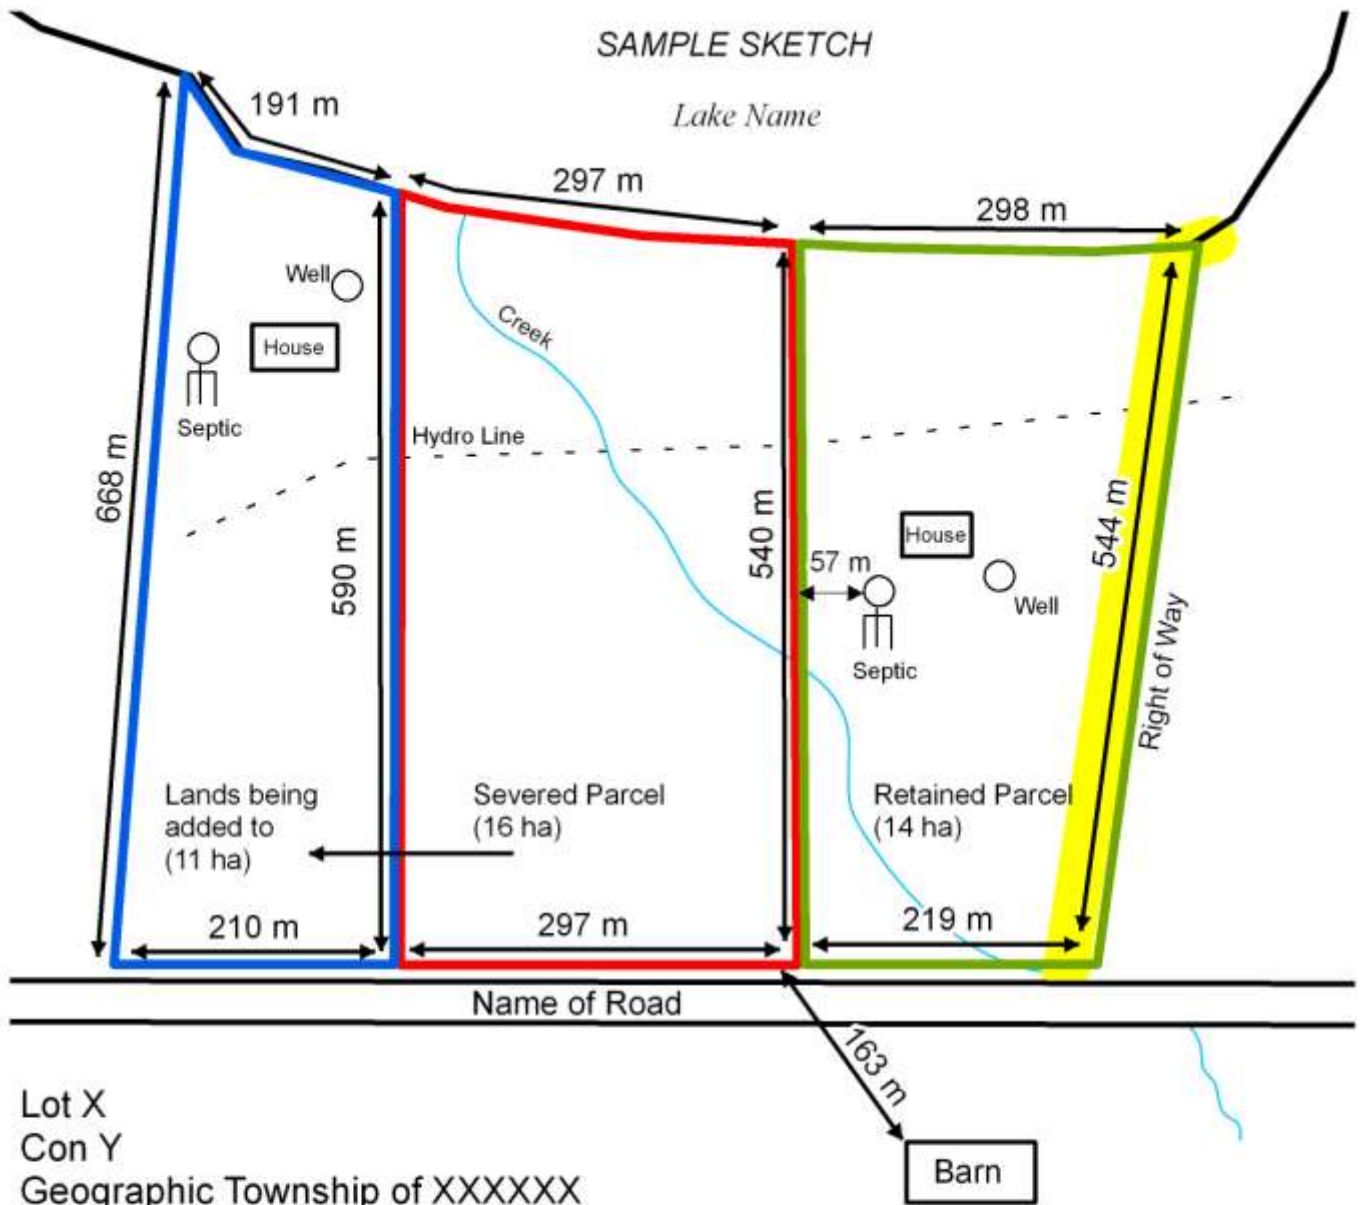 SAMPLE SKETCH
Lake Name
191 m
297 m
298 m
Well
House
Septic
Creek
Hydro Line
668 m
590 m
540 m
57 m
House
Well
Septic
544 m
Right of Way
Lands being
added to
(11 ha)
Severed Parcel
(16 ha)
Retained Parcel
(14 ha)
210 m
297 m
219 m
Name of Road
163 m
Barn
Lot X
Con Y
Geographic Township of XXXXXX